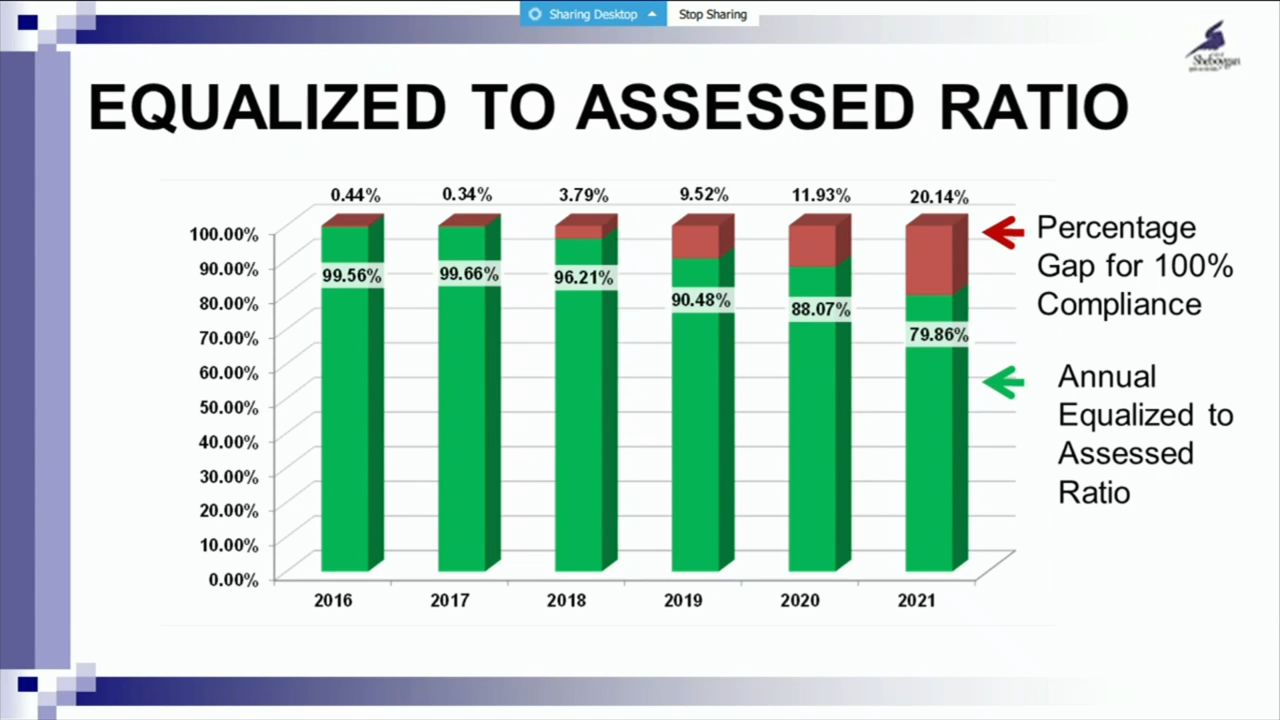 Sharing Desktop Stop Sharing
Sheboygan
EQUALIZED TO ASSESSED RATIO
0.44% 0.34% 3.79% 9.52% 11.93% 20.14%
100.00%
90.00%
80.00%
70.00%
60.00%
50.00%
40.00%
30.00%
20.00%
10.00%
0.00%
99.56% 99.66% 96.21% 90.48% 88.07% 79.86%
2016 2017 2018 2019 2020 2021
Percentage
Gap for 100%
Compliance
Annual
Equalized to
Assessed
Ratio